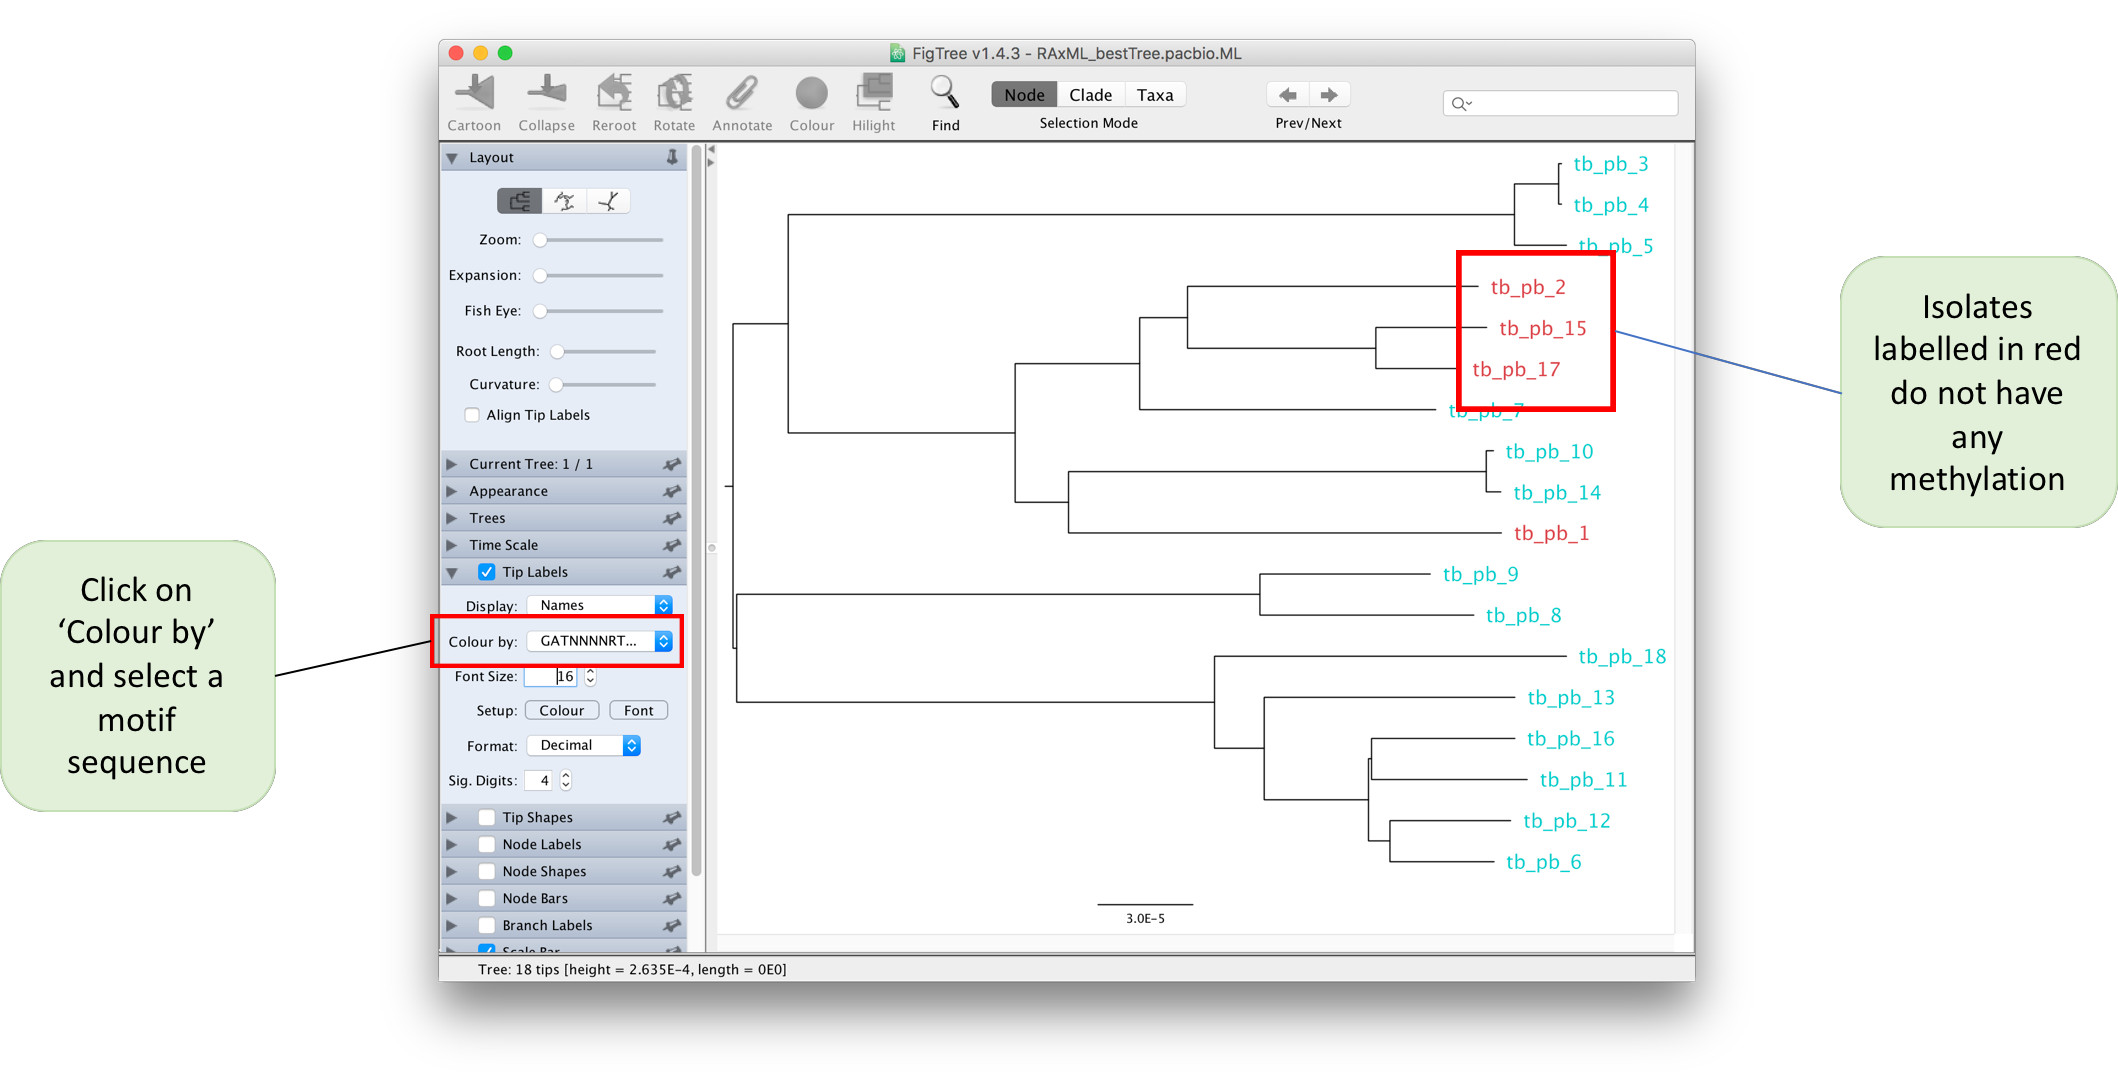 FigTree v1.4.3 - RAxML_bestTree.pacbio.ML
Cartoon Collapse Reroot Rotate Annotate Colour Hilight Find
Node Clade Taxa
Selection Mode
Prev/Next
Layout
Zoom:
Expansion:
Fish Eye:
Root Length:
Curvature:
Align Tip Labels
Current Tree: 1 / 1
Appearance
Trees
Time Scale
Tip Labels
Display: Names
Colour by: GATNNNNRT...
Font Size: 16
Setup: Colour Font
Format: Decimal
Sig. Digits: 4
Tip Shapes
Node Labels
Node Shapes
Node Bars
Branch Labels
Scale Bar
tb_pb_3
tb_pb_4
tb_pb_5
tb_pb_2
tb_pb_15
tb_pb_17
tb_pb_7
tb_pb_10
tb_pb_14
tb_pb_1
tb_pb_9
tb_pb_8
tb_pb_18
tb_pb_13
tb_pb_16
tb_pb_11
tb_pb_12
tb_pb_6
3.0E-5
Tree: 18 tips [height = 2.635E-4, length = 0E0]
Click on
‘Colour by’
and select a
motif
sequence
Isolates
labelled in red
do not have
any
methylation